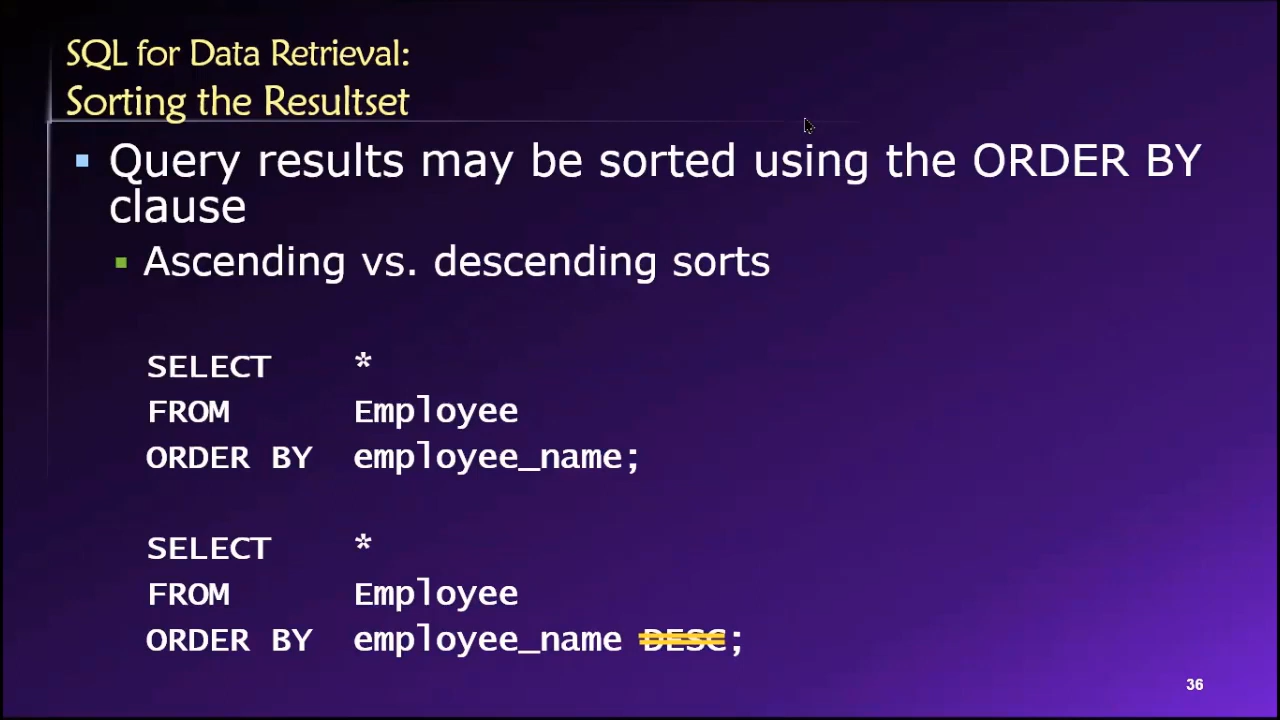 SQL for Data Retrieval:
Sorting the Resultset
Query results may be sorted using the ORDER BY
clause
Ascending vs. descending sorts
SELECT *
FROM Employee
ORDER BY employee_name;
SELECT *
FROM Employee
ORDER BY employee_name DESC;
36